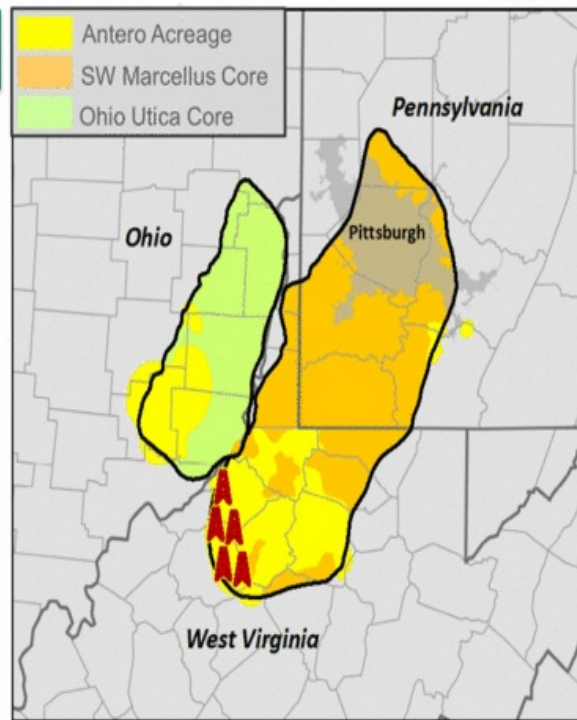 Antero Acreage
SW Marcellus Core
Ohio Utica Core
Pennsylvania
Ohio
Pittsburgh
West Virginia